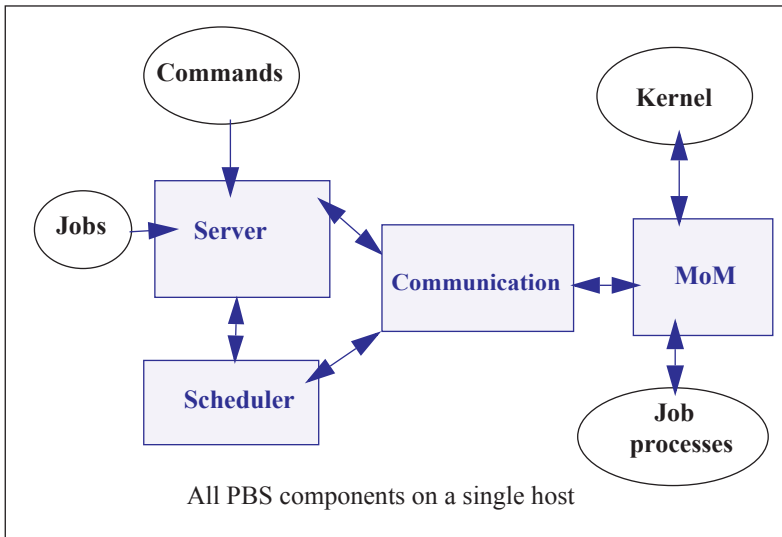 Commands
Kernel
Jobs
Server
Communication
MoM
Scheduler
Job
processes
All PBS components on a single host